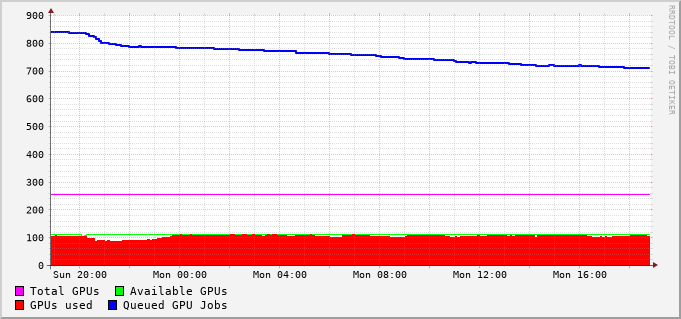 900
800
700
600
500
400
300
200
100
0
Sun 20:00 Mon 00:00 Mon 04:00 Mon 08:00 Mon 12:00 Mon 16:00
Total GPUs Available GPUs
GPUs used Queued GPU Jobs
RRDTOOL / TOBI OETIKER